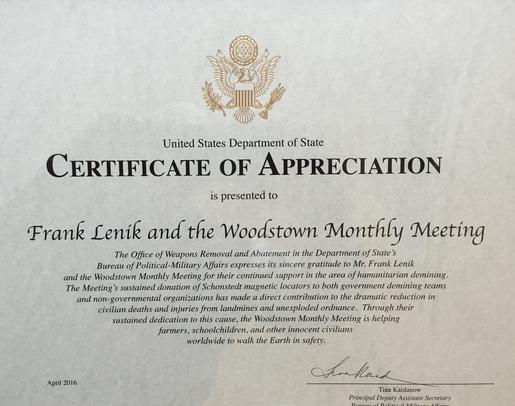 United States Department of State
CERTIFICATE OF APPRECIATION
is presented to
Frank Lenik and the Woodstown Monthly Meeting
The Office of Weapons Removal and Abatement in the Department of State's
Bureau of Political-Military Affairs expresses its sincere gratitude to Mr. Frank Lenik
and the Woodstown Monthly Meeting for their continued support in the area of humanitarian demining.
The Meeting's sustained donation of Schonstedt magnetic locators to both government demining teams
and non-governmental organizations has made a direct contribution to the dramatic reduction in
civilian deaths and injuries from landmines and unexploded ordnance. Through their
sustained dedication to this cause, the Woodstown Monthly Meeting is helping
farmers, schoolchildren, and other innocent civilians
worldwide to walk the Earth in safety.
April 2016
Tina Kaidanow
Principal Deputy Assistant Secretary
Bureau of Political-Military Affairs